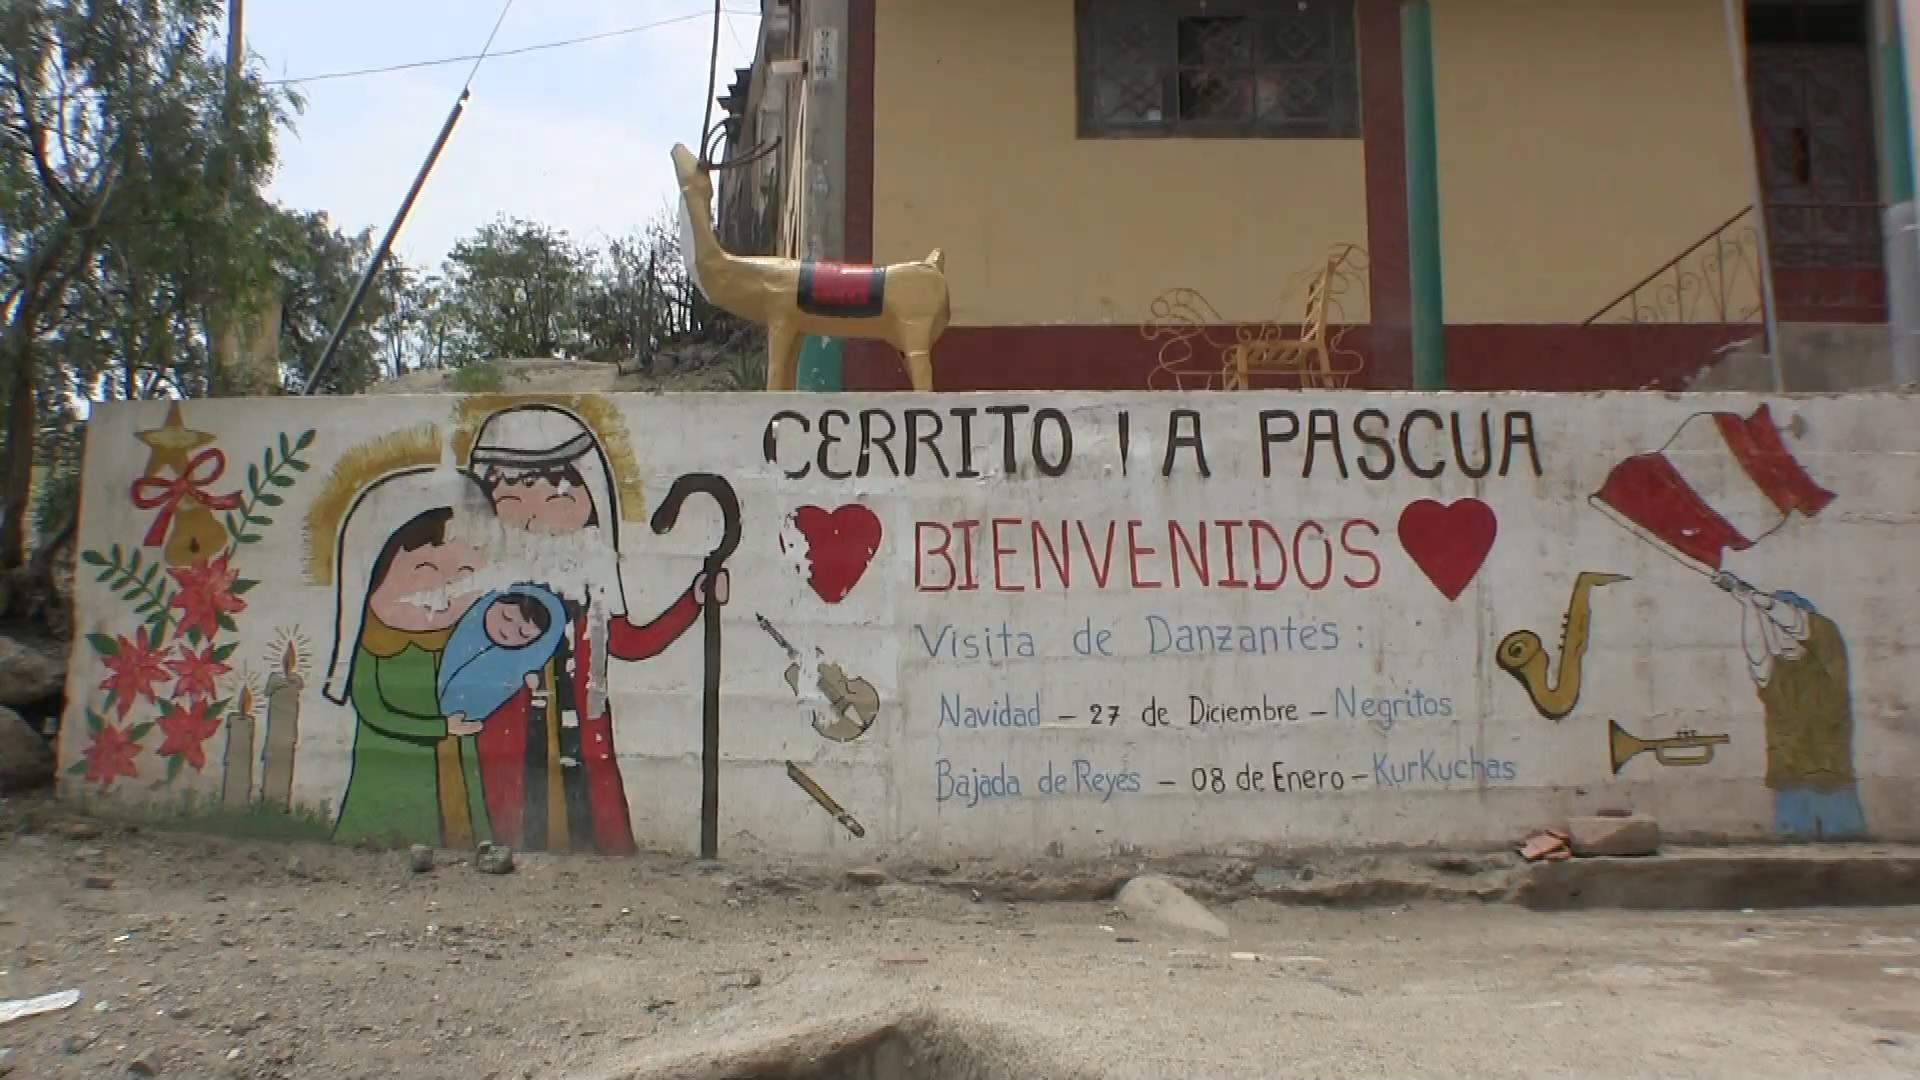 CERRITO LA PASCUA
BIENVENIDOS
Visita de Danzantes:
Navidad - 27 de Diciembre - Negritos
Bajada de Reyes - 08 de Enero - KurKuchas